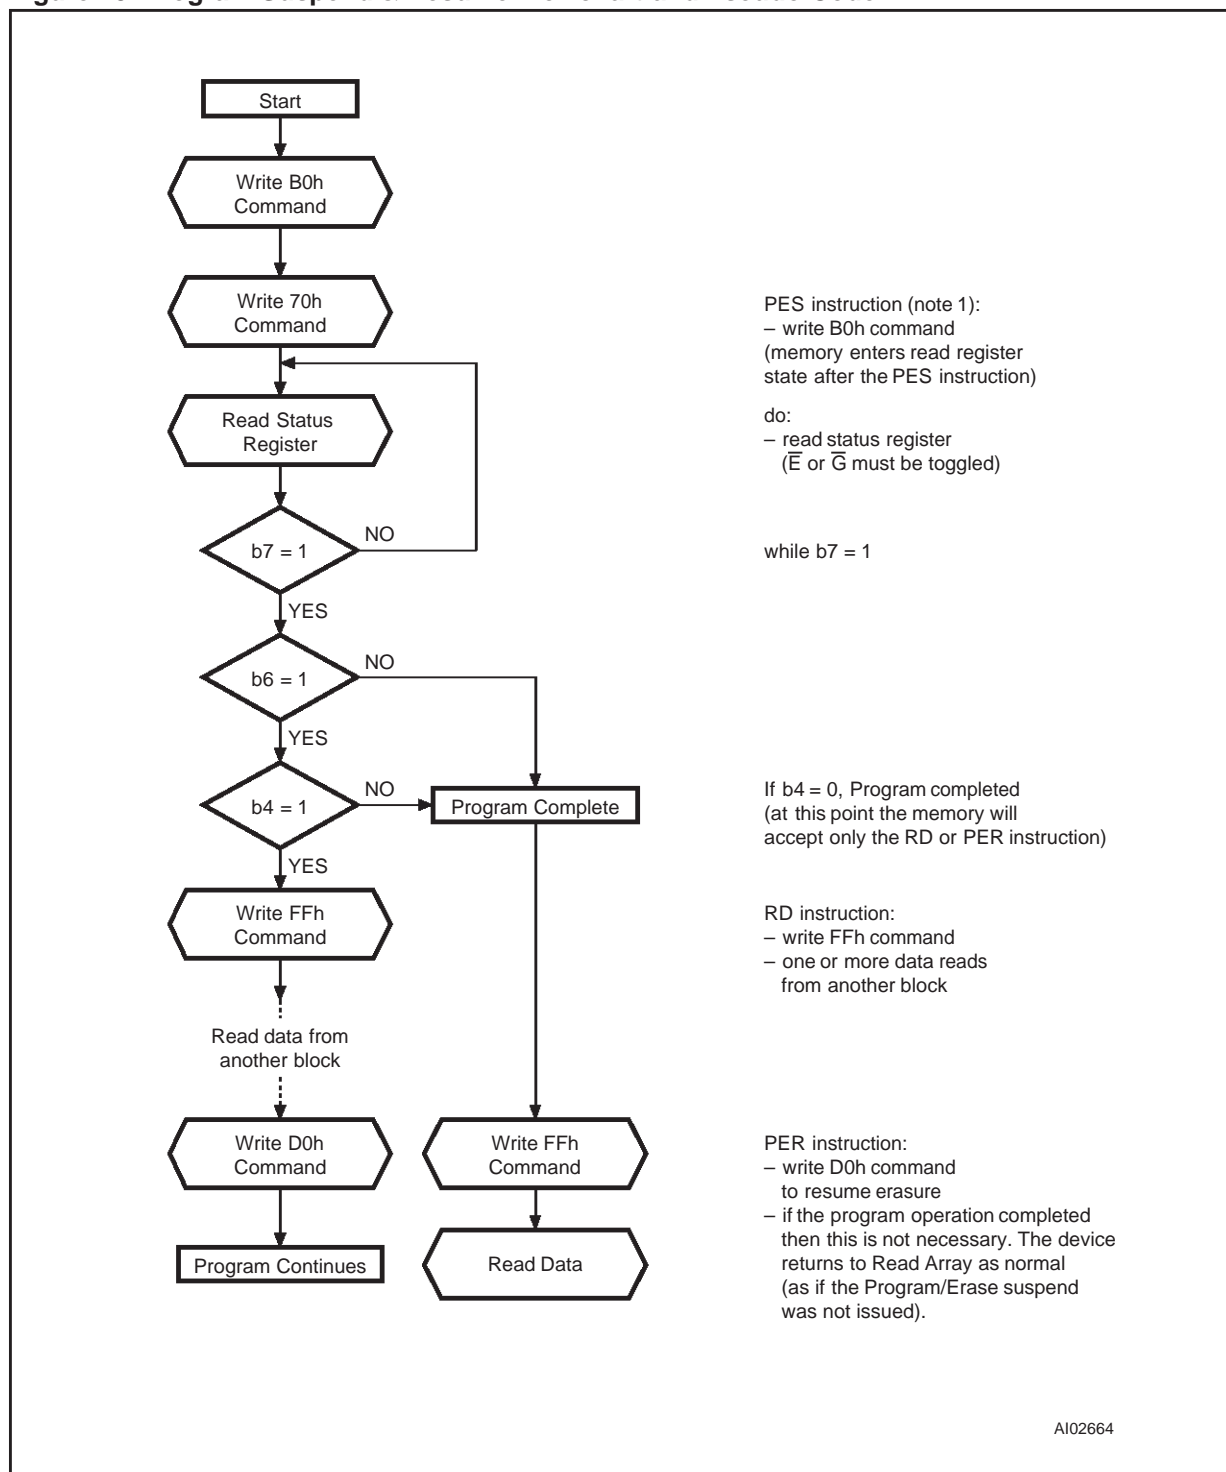 Start
Write B0h
Command
Write 70h
Command
PES instruction (note 1):
– write B0h command
(memory enters read register
state after the PES instruction)
Read Status
Register
do:
– read status register
(E̅ or G̅ must be toggled)
b7 = 1
NO
while b7 = 1
YES
b6 = 1
NO
YES
b4 = 1
NO
Program Complete
If b4 = 0, Program completed
(at this point the memory will
accept only the RD or PER instruction)
YES
Write FFh
Command
RD instruction:
– write FFh command
– one or more data reads
from another block
Read data from
another block
Write D0h
Command
Write FFh
Command
PER instruction:
– write D0h command
to resume erasure
– if the program operation completed
then this is not necessary. The device
returns to Read Array as normal
(as if the Program/Erase suspend
was not issued).
Program Continues
Read Data
AI02664